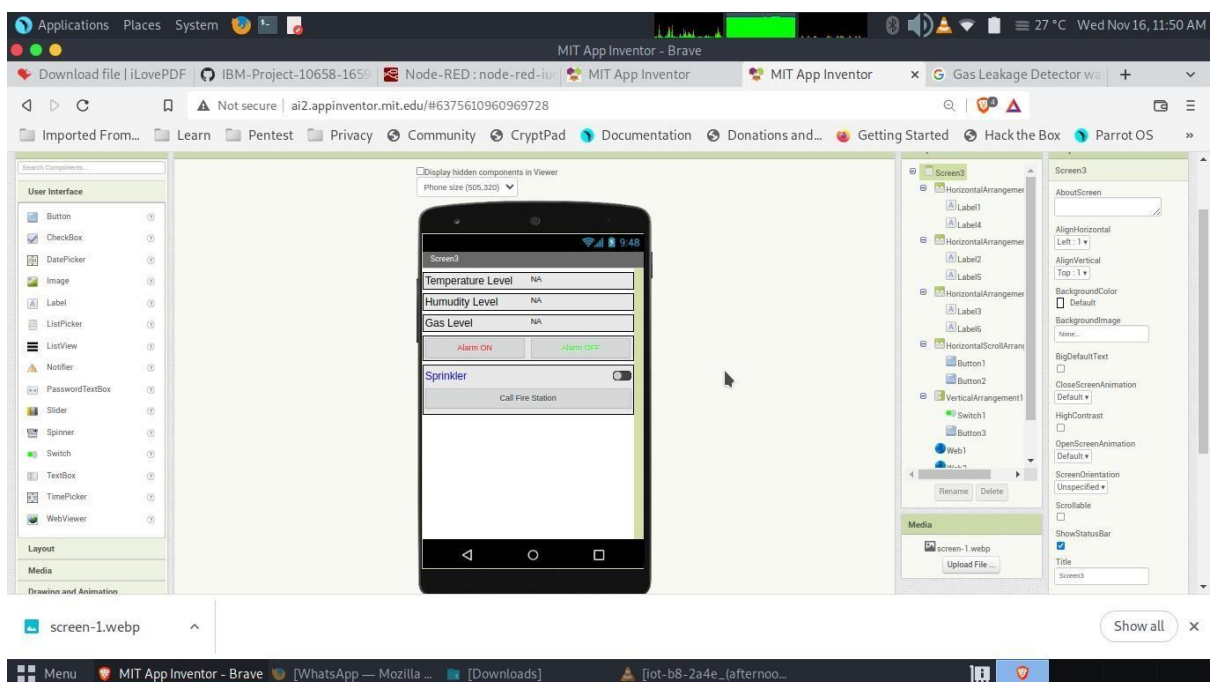 Applications Places System
27 °C Wed Nov 16, 11:50 AM
MIT App Inventor - Brave
Download file | iLovePDF
IBM-Project-10658-1659
Node-RED : node-red-iu
MIT App Inventor
MIT App Inventor
Gas Leakage Detector wa
Not secure ai2.appinventor.mit.edu/#6375610960969728
Imported From... Learn Pentest Privacy Community CryptPad Documentation Donations and... Getting Started Hack the Box Parrot OS »
Search Components...
User Interface
Button
CheckBox
DatePicker
Image
Label
ListPicker
ListView
Notifier
PasswordTextBox
Slider
Spinner
Switch
TextBox
TimePicker
WebViewer
Layout
Media
Drawing and Animation
Display hidden components in Viewer
Phone size (505,320)
9:48
Screen3
Temperature Level NA
Humudity Level NA
Gas Level NA
Alarm ON Alarm OFF
Sprinkler
Call Fire Station
Screen3
HorizontalArrangemer
Label1
Label4
HorizontalArrangemer
Label2
Label5
HorizontalArrangemer
Label3
Label6
HorizontalScrollArrang
Button1
Button2
VerticalArrangement1
Switch1
Button3
Web1
Web2
Rename Delete
Media
screen-1.webp
Upload File ...
Screen3
AboutScreen
AlignHorizontal
Left : 1
AlignVertical
Top : 1
BackgroundColor
Default
BackgroundImage
None...
BigDefaultText
CloseScreenAnimation
Default
HighContrast
OpenScreenAnimation
Default
ScreenOrientation
Unspecified
Scrollable
ShowStatusBar
Title
Screen3
screen-1.webp
Show all
Menu MIT App Inventor - Brave [WhatsApp — Mozilla ... [Downloads] [iot-b8-2a4e_(afternoo...